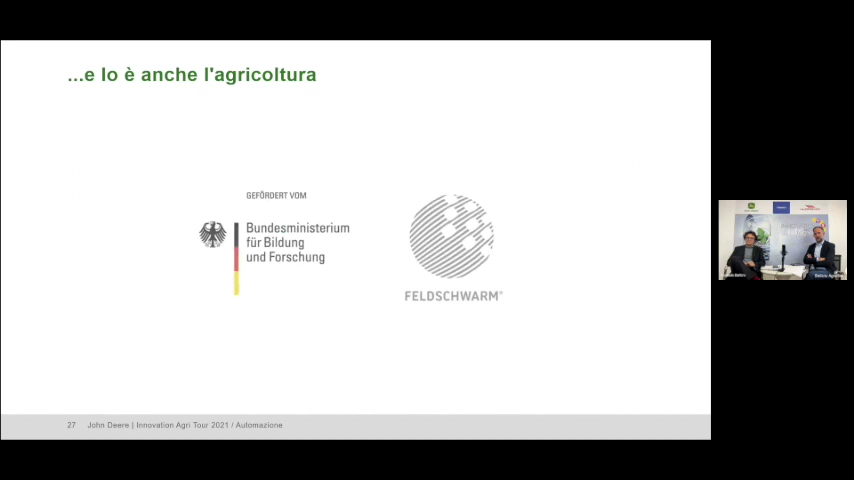 ...e lo è anche l'agricoltura
GEFÖRDERT VOM
Bundesministerium
für Bildung
und Forschung
FELDSCHWARM®
27 John Deere | Innovation Agri Tour 2021 / Automazione